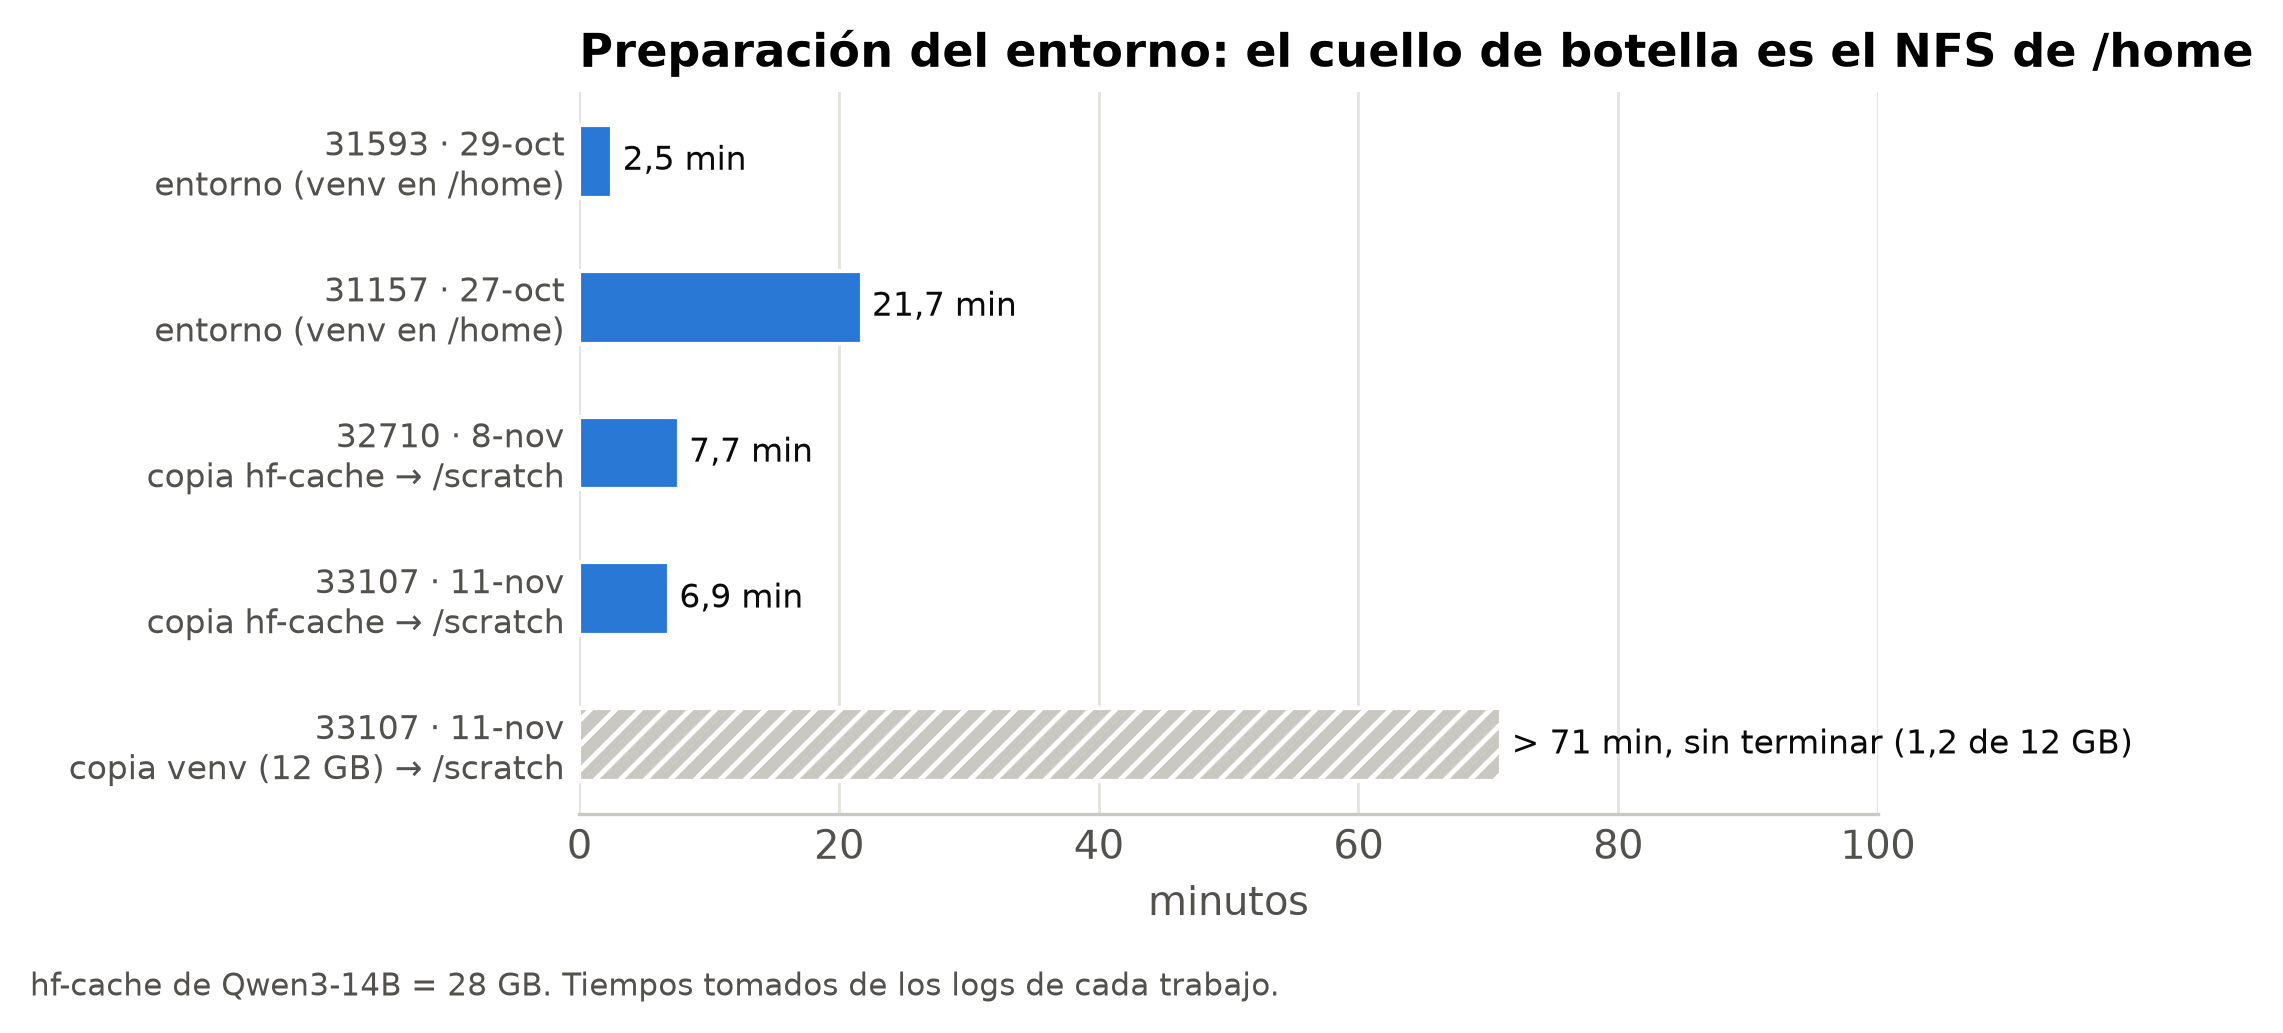 Preparación del entorno: el cuello de botella es el NFS de /home
31593 · 29-oct
entorno (venv en /home)
2,5 min
31157 · 27-oct
entorno (venv en /home)
21,7 min
32710 · 8-nov
copia hf-cache → /scratch
7,7 min
33107 · 11-nov
copia hf-cache → /scratch
6,9 min
33107 · 11-nov
copia venv (12 GB) → /scratch
> 71 min, sin terminar (1,2 de 12 GB)
0 20 40 60 80 100
minutos
hf-cache de Qwen3-14B = 28 GB. Tiempos tomados de los logs de cada trabajo.